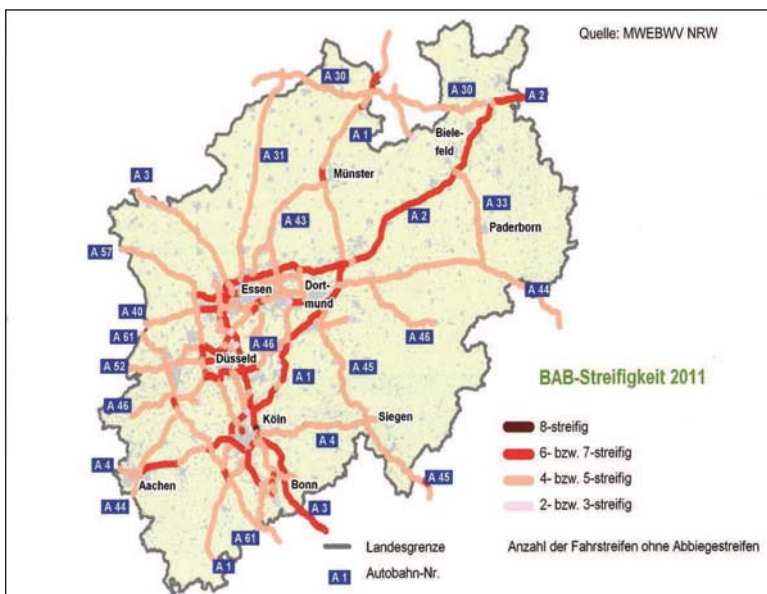 Quelle: MWEBWV NRW
A 30
A 30
A 2
A 1
Biele-
feld
A 31
Münster
A 3
A 33
A 2
A 43
Paderborn
A 57
Essen
Dort-
mund
A 44
A 40
A 61
A 46
A 46
Düsseld
A 52
A 45
A 1
BAB-Streifigkeit 2011
A 46
Köln
Siegen
8-streifig
A 4
6- bzw. 7-streifig
A 4
Aachen
Bonn
A 45
4- bzw. 5-streifig
A 44
A 3
2- bzw. 3-streifig
A 61
Landesgrenze
Anzahl der Fahrstreifen ohne Abbiegestreifen
A 1
A 1
Autobahn-Nr.